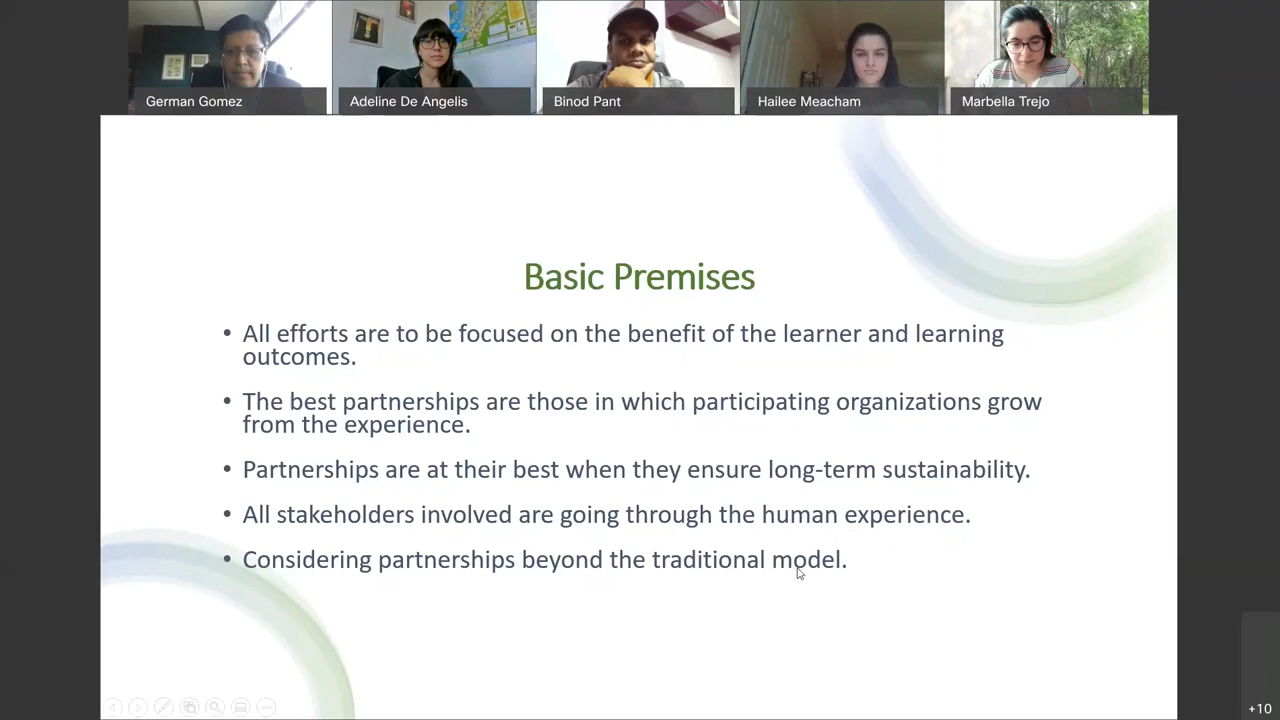 German Gomez
Adeline De Angelis
Binod Pant
Hailee Meacham
Marbella Trejo
Basic Premises
• All efforts are to be focused on the benefit of the learner and learning
outcomes.
• The best partnerships are those in which participating organizations grow
from the experience.
• Partnerships are at their best when they ensure long-term sustainability.
• All stakeholders involved are going through the human experience.
• Considering partnerships beyond the traditional model.
+10